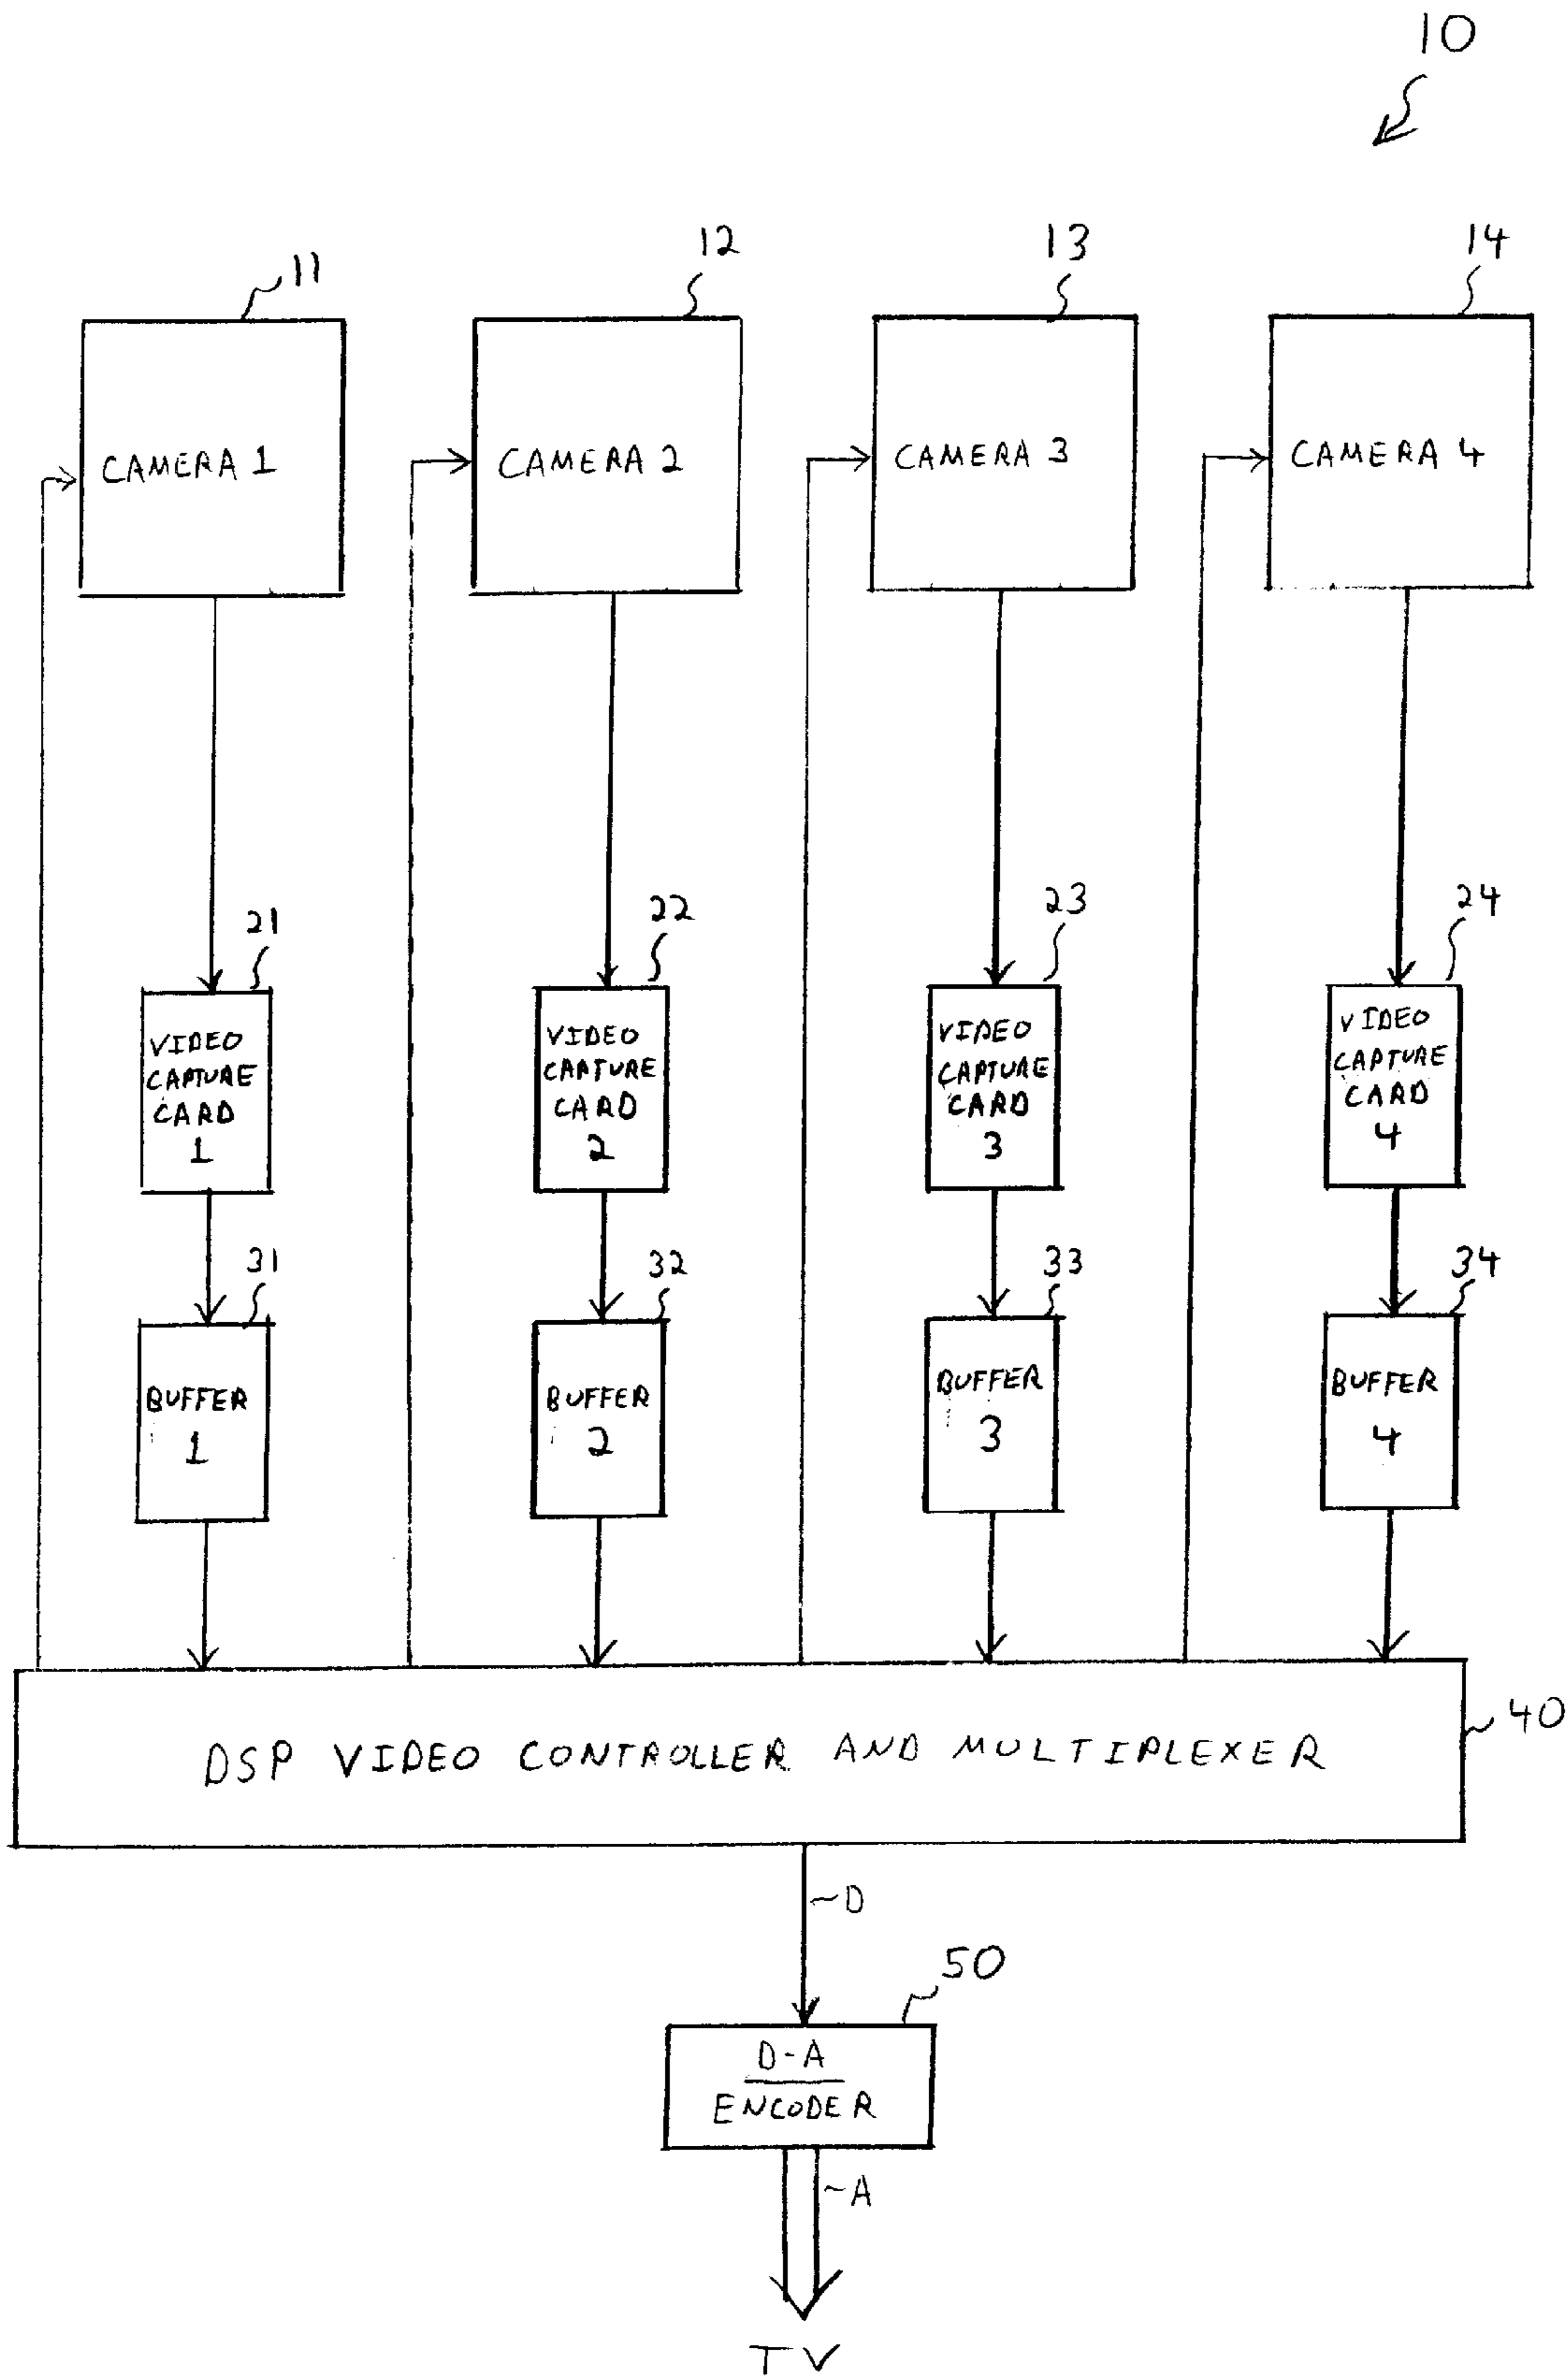 10
11
12
13
14
CAMERA 1
CAMERA 2
CAMERA 3
CAMERA 4
21
22
23
24
VIDEO
CAPTURE
CARD
1
VIDEO
CAPTURE
CARD
2
VIDEO
CAPTURE
CARD
3
VIDEO
CAPTURE
CARD
4
31
32
33
34
BUFFER
1
BUFFER
2
BUFFER
3
BUFFER
4
DSP VIDEO CONTROLLER AND MULTIPLEXER
40
D
50
D-A
ENCODER
A
TV